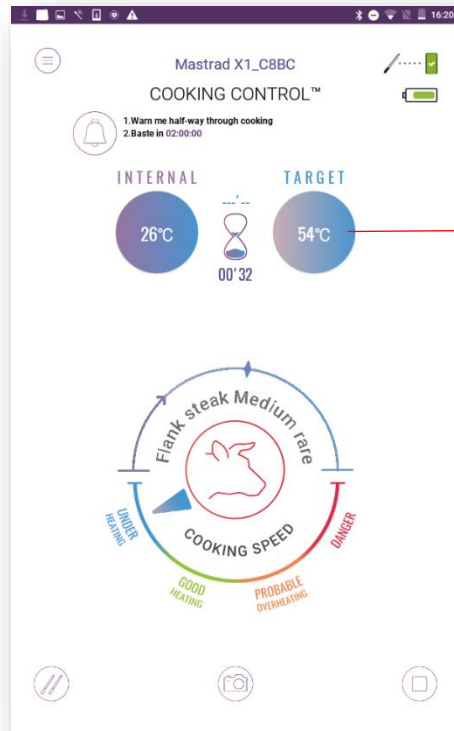 16:20
Mastrad X1_C8BC
COOKING CONTROL™
1.Warn me half-way through cooking
2.Baste in 02:00:00
INTERNAL
TARGET
--'--
26°C
54°C
00'32
Flank steak Medium rare
COOKING SPEED
UNDER
HEATING
GOOD
HEATING
PROBABLE
OVERHEATING
DANGER